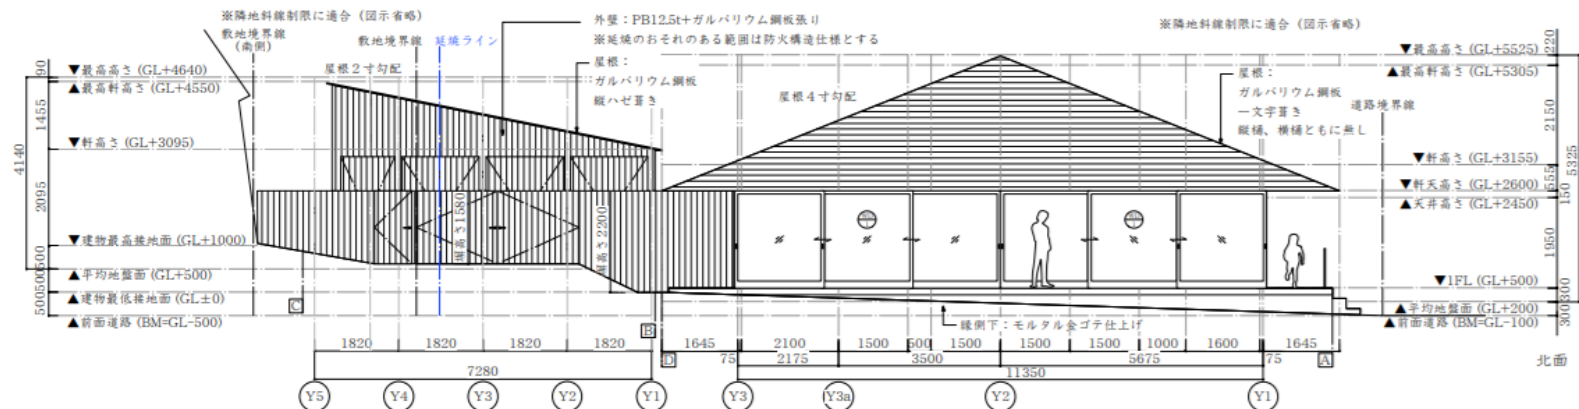 ※隣地斜線制限に適合（図示省略）
敷地境界線
（南側）
敷地境界線
延焼ライン
外壁：PB12.5t+ガルバリウム鋼板張り
※延焼のおそれのある範囲は防火構造仕様とする
屋根：
ガルバリウム鋼板
縦ハゼ葺き
屋根２寸勾配
▼最高高さ (GL+4640)
▲最高軒高さ (GL+4550)
▼軒高さ (GL+3095)
▼建物最高接地面 (GL+1000)
▲平均地盤面 (GL+500)
▲建物最低接地面 (GL±0)
▲前面道路 (BM=GL-500)
90
1455
2095
500
500
500
4140
塀高さ1580
塀高さ2200
C
B
1820
1820
1820
1820
7280
Y5
Y4
Y3
Y2
Y1
※隣地斜線制限に適合（図示省略）
屋根４寸勾配
屋根：
ガルバリウム鋼板
一文字葺き
縦樋、横樋ともに無し
道路境界線
▼最高高さ (GL+5525)
▲最高軒高さ (GL+5305)
▼軒高さ (GL+3155)
▼軒天高さ (GL+2600)
▲天井高さ (GL+2450)
▼1FL (GL+500)
▲平均地盤面 (GL+200)
▲前面道路 (BM=GL-100)
220
2150
555
150
1950
300
300
5325
縁側下：モルタル金ゴテ仕上げ
D
A
1645
2100
1500
500
1500
1500
1500
1000
1600
1645
75
2175
3500
5675
75
11350
Y3
Y3a
Y2
Y1
北面